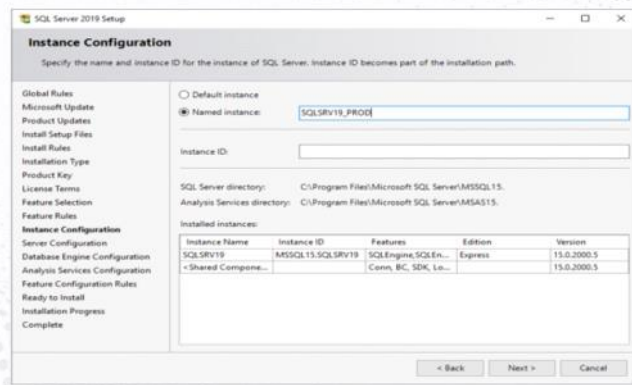 SQL Server 2019 Setup
Instance Configuration
Specify the name and instance ID for the instance of SQL Server. Instance ID becomes part of the installation path.
Global Rules
Microsoft Update
Product Updates
Install Setup Files
Install Rules
Installation Type
Product Key
License Terms
Feature Selection
Feature Rules
Instance Configuration
Server Configuration
Database Engine Configuration
Analysis Services Configuration
Feature Configuration Rules
Ready to Install
Installation Progress
Complete
Default instance
Named instance: SQLSRV19_PROD
Instance ID:
SQL Server directory: C:\Program Files\Microsoft SQL Server\MSSQL15.
Analysis Services directory: C:\Program Files\Microsoft SQL Server\MSAS15.
Installed instances:
Instance Name Instance ID Features Edition Version
SQLSRV19 MSSQL15.SQLSRV19 SQLEngine,SQLEn... Express 15.0.2000.5
<Shared Compone... Conn, BC, SDK, Lo... 15.0.2000.5
< Back Next > Cancel